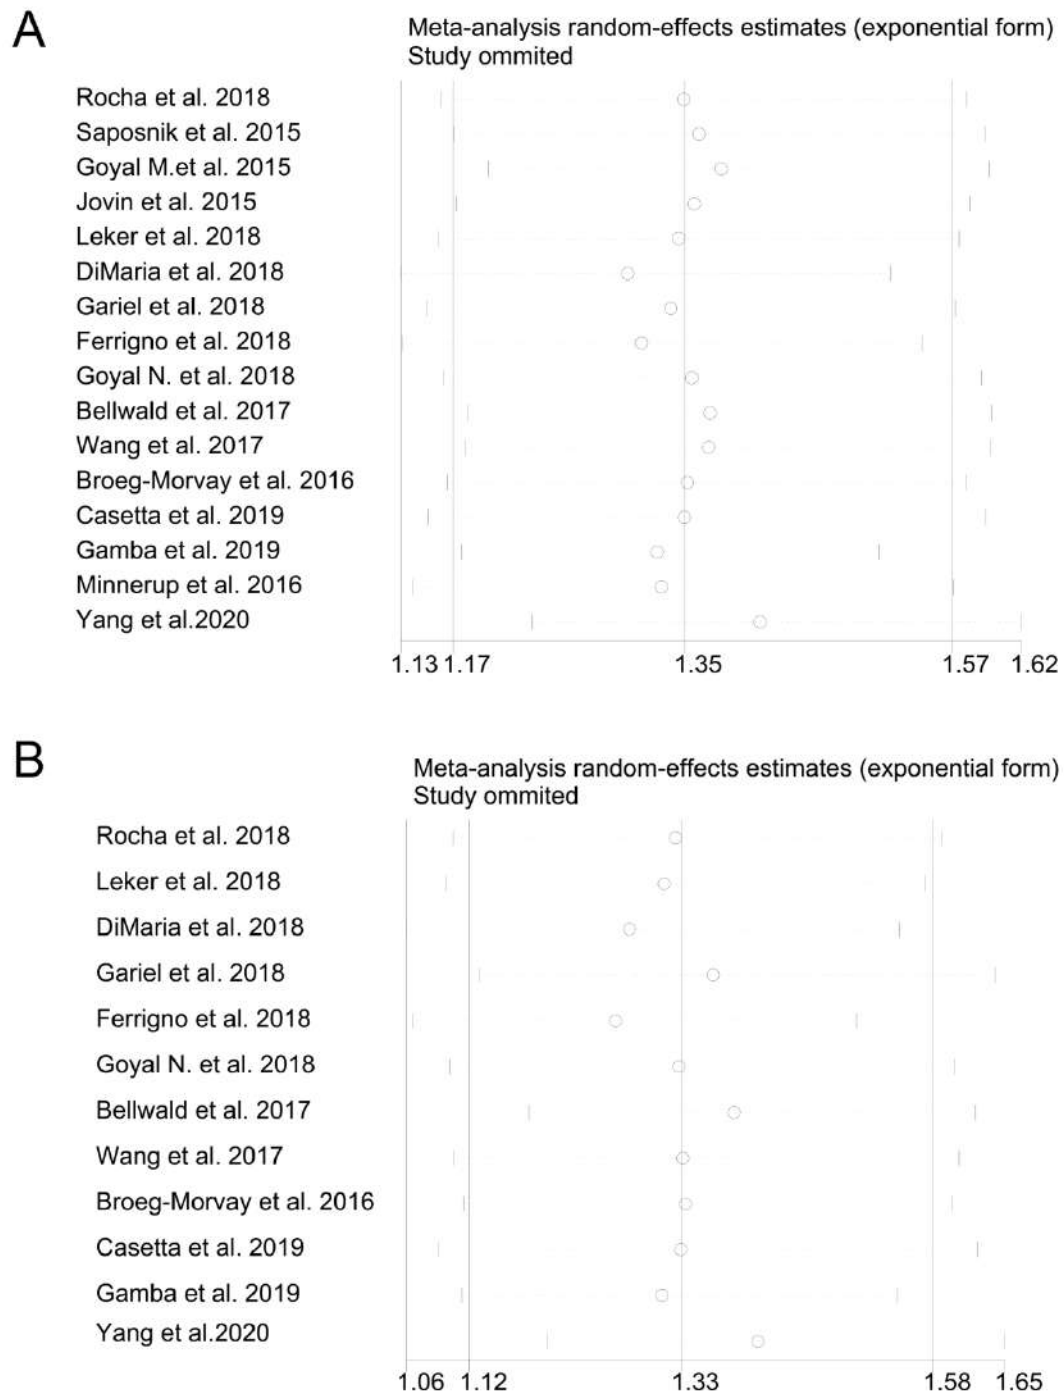 A
Meta-analysis random-effects estimates (exponential form)
Study ommited
Rocha et al. 2018
Saposnik et al. 2015
Goyal M.et al. 2015
Jovin et al. 2015
Leker et al. 2018
DiMaria et al. 2018
Gariel et al. 2018
Ferrigno et al. 2018
Goyal N. et al. 2018
Bellwald et al. 2017
Wang et al. 2017
Broeg-Morvay et al. 2016
Casetta et al. 2019
Gamba et al. 2019
Minnerup et al. 2016
Yang et al.2020
1.13 1.17 1.35 1.57 1.62
B
Meta-analysis random-effects estimates (exponential form)
Study ommited
Rocha et al. 2018
Leker et al. 2018
DiMaria et al. 2018
Gariel et al. 2018
Ferrigno et al. 2018
Goyal N. et al. 2018
Bellwald et al. 2017
Wang et al. 2017
Broeg-Morvay et al. 2016
Casetta et al. 2019
Gamba et al. 2019
Yang et al.2020
1.06 1.12 1.33 1.58 1.65